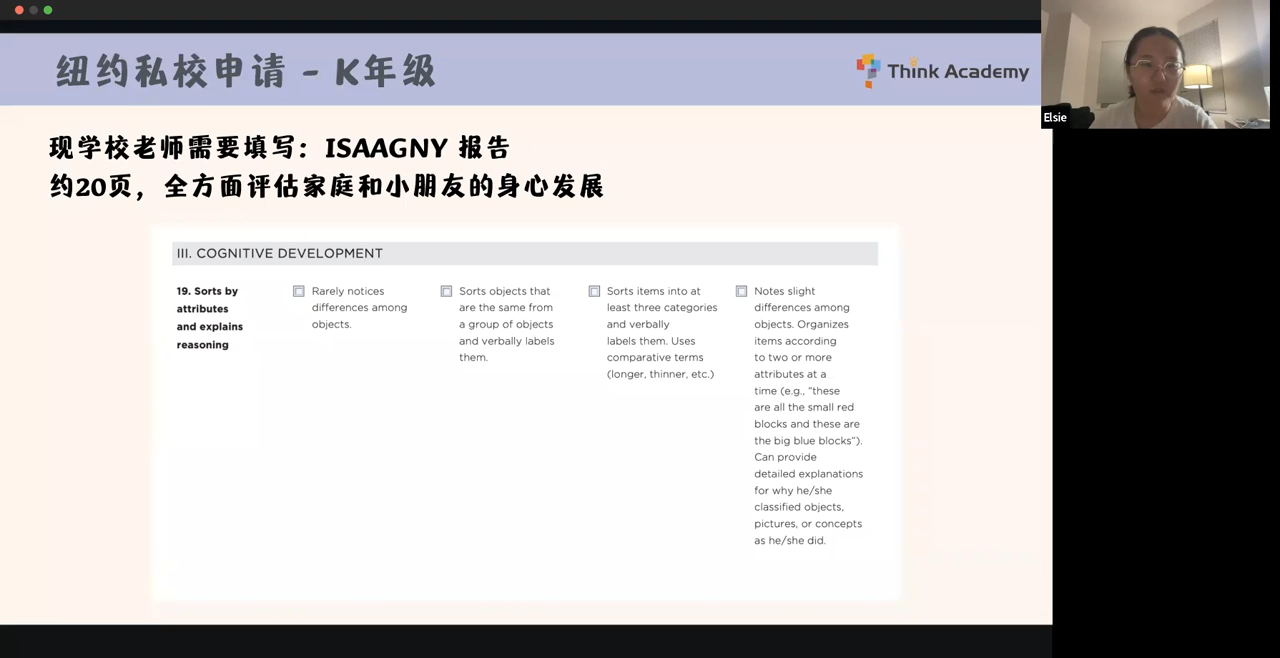 纽约私校申请 - K年级
Think Academy
Elsie
现学校老师需要填写：ISAAGNY 报告
约20页，全方面评估家庭和小朋友的身心发展
III. COGNITIVE DEVELOPMENT
19. Sorts by
attributes
and explains
reasoning
Rarely notices
differences among
objects.
Sorts objects that
are the same from
a group of objects
and verbally labels
them.
Sorts items into at
least three categories
and verbally
labels them. Uses
comparative terms
(longer, thinner, etc.)
Notes slight
differences among
objects. Organizes
items according
to two or more
attributes at a
time (e.g., “these
are all the small red
blocks and these are
the big blue blocks”).
Can provide
detailed explanations
for why he/she
classified objects,
pictures, or concepts
as he/she did.